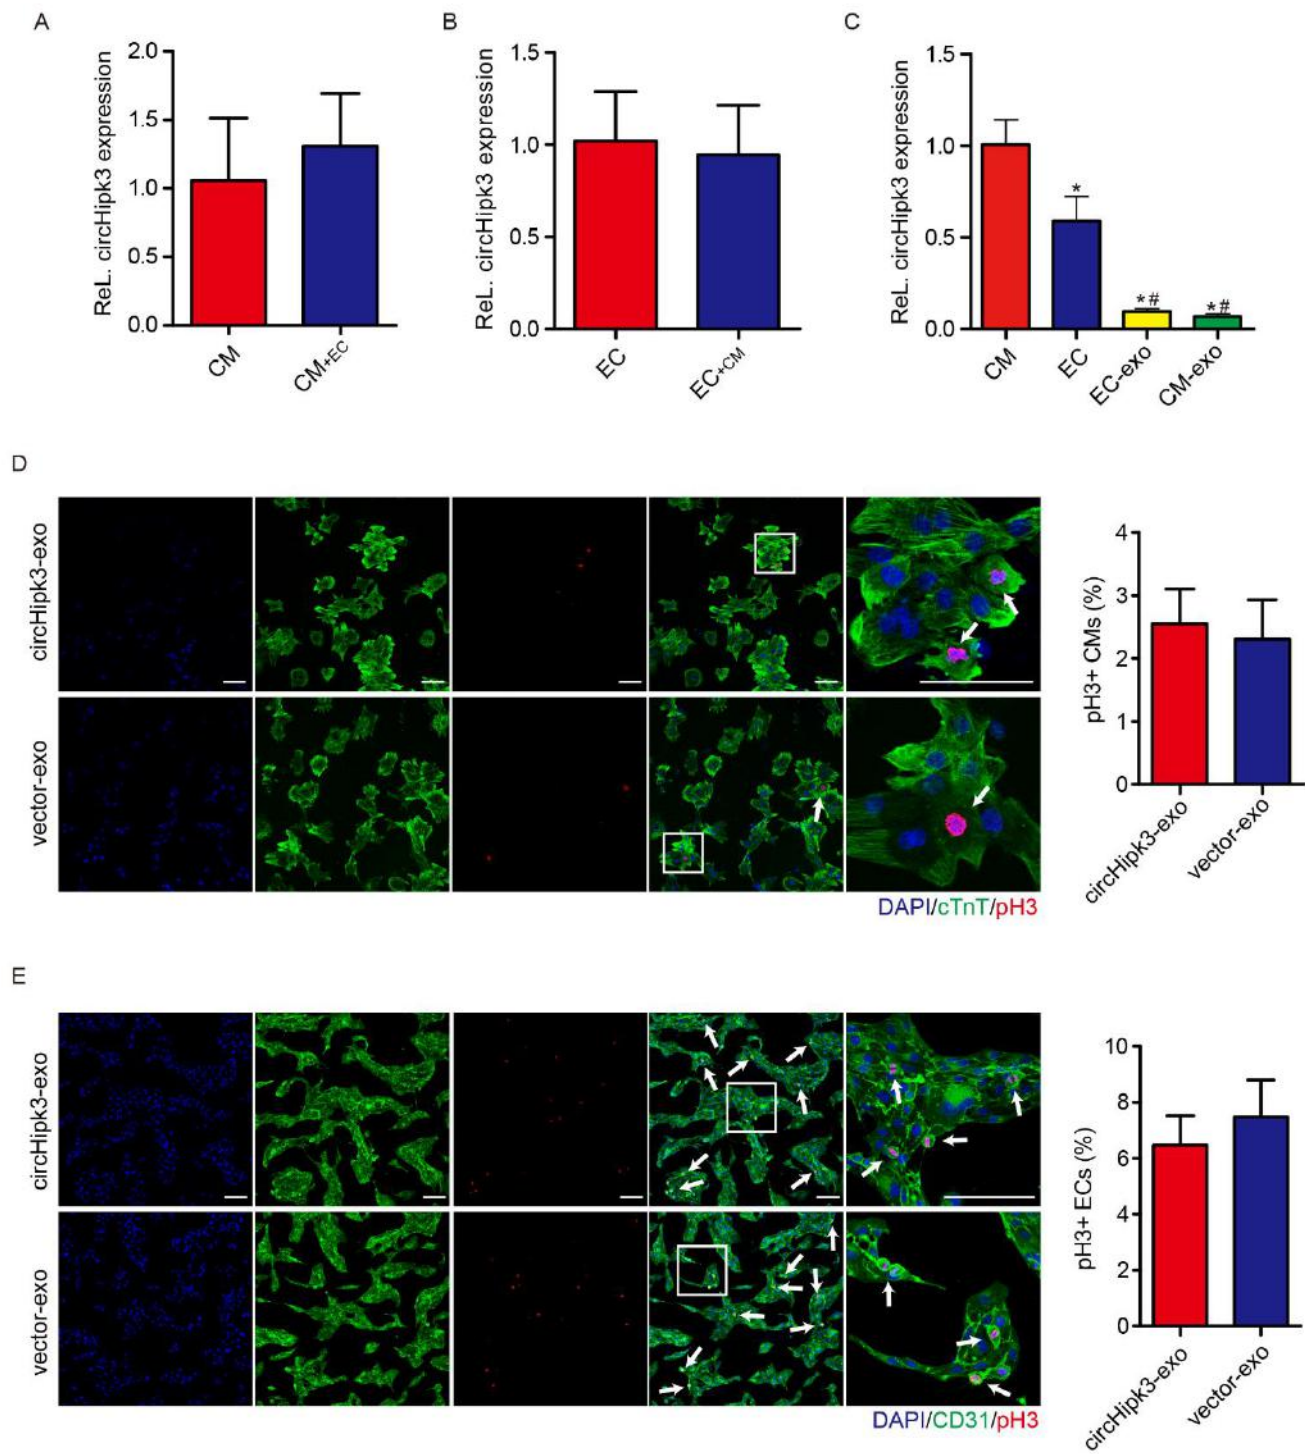 A
ReL. circHipk3 expression
2.0
1.5
1.0
0.5
0.0
CM
CM+EC
B
ReL. circHipk3 expression
1.5
1.0
0.5
0.0
EC
EC+CM
C
ReL. circHipk3 expression
1.5
1.0
0.5
0.0
*
*#
*#
CM
EC
EC-exo
CM-exo
D
circHipk3-exo
vector-exo
DAPI/cTnT/pH3
pH3+ CMs (%)
4
3
2
1
0
circHipk3-exo
vector-exo
E
circHipk3-exo
vector-exo
DAPI/CD31/pH3
pH3+ ECs (%)
10
8
6
4
2
0
circHipk3-exo
vector-exo